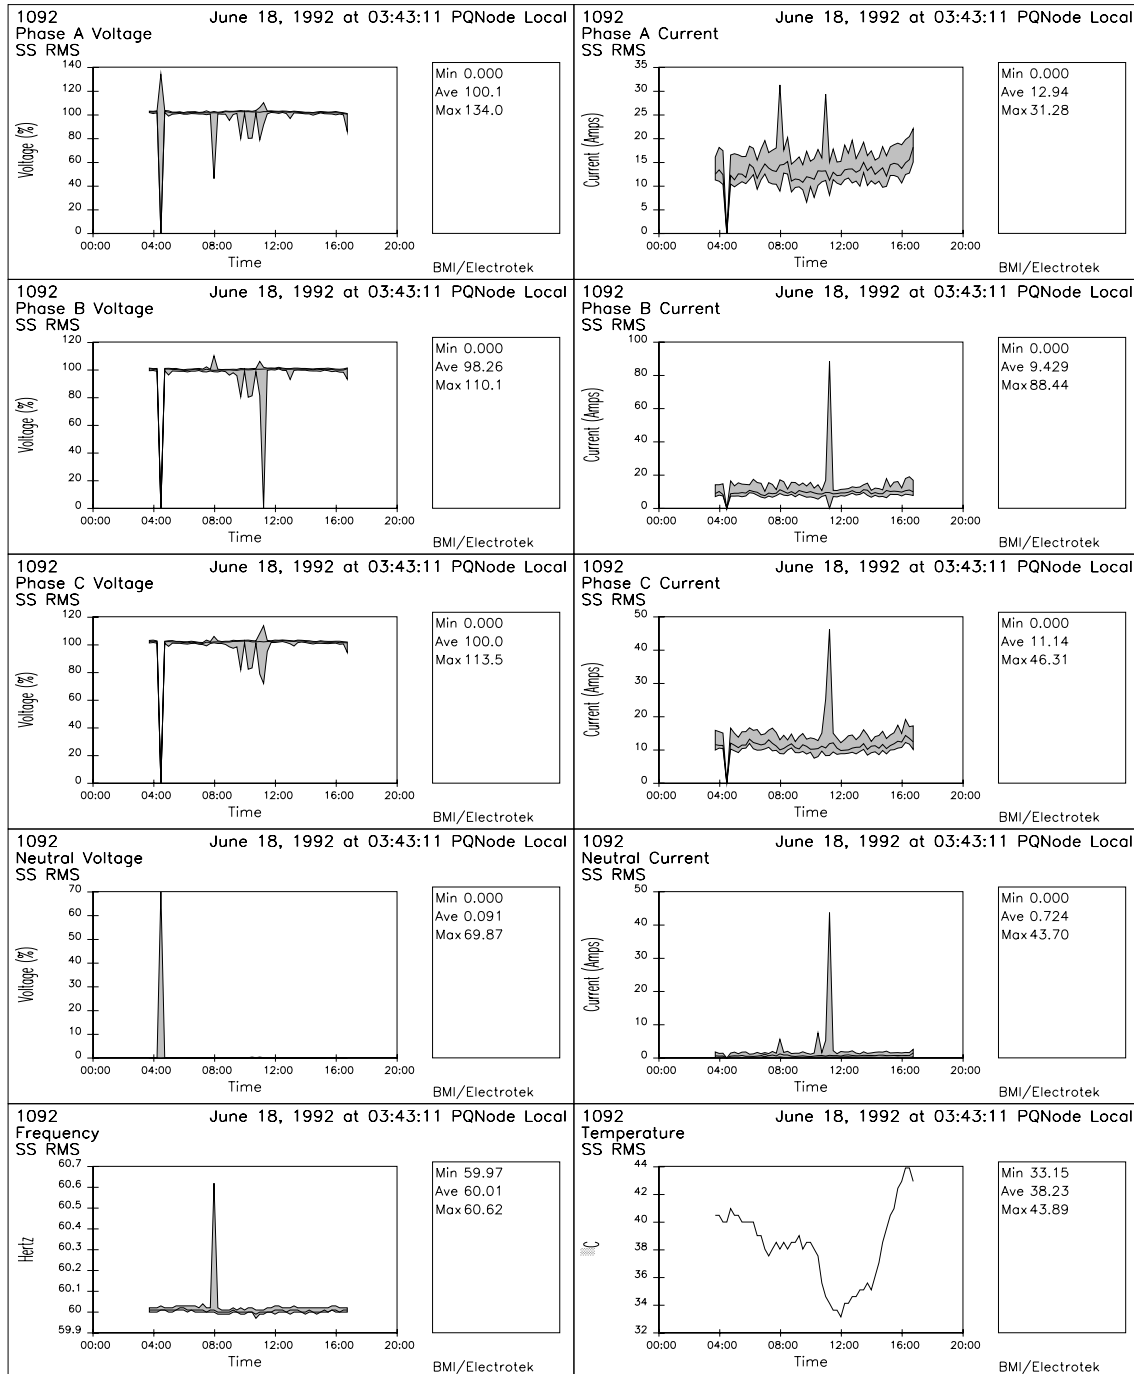 1092 June 18, 1992 at 03:43:11 PQNode Local
Phase A Voltage
SS RMS
140
120
100
80
60
40
20
0
Voltage (%)
00:00 04:00 08:00 12:00 16:00 20:00
Time
Min 0.000
Ave 100.1
Max 134.0
BMI/Electrotek
1092 June 18, 1992 at 03:43:11 PQNode Local
Phase A Current
SS RMS
35
30
25
20
15
10
5
0
Current (Amps)
00:00 04:00 08:00 12:00 16:00 20:00
Time
Min 0.000
Ave 12.94
Max 31.28
BMI/Electrotek
1092 June 18, 1992 at 03:43:11 PQNode Local
Phase B Voltage
SS RMS
120
100
80
60
40
20
0
Voltage (%)
00:00 04:00 08:00 12:00 16:00 20:00
Time
Min 0.000
Ave 98.26
Max 110.1
BMI/Electrotek
1092 June 18, 1992 at 03:43:11 PQNode Local
Phase B Current
SS RMS
100
80
60
40
20
0
Current (Amps)
00:00 04:00 08:00 12:00 16:00 20:00
Time
Min 0.000
Ave 9.429
Max 88.44
BMI/Electrotek
1092 June 18, 1992 at 03:43:11 PQNode Local
Phase C Voltage
SS RMS
120
100
80
60
40
20
0
Voltage (%)
00:00 04:00 08:00 12:00 16:00 20:00
Time
Min 0.000
Ave 100.0
Max 113.5
BMI/Electrotek
1092 June 18, 1992 at 03:43:11 PQNode Local
Phase C Current
SS RMS
50
40
30
20
10
0
Current (Amps)
00:00 04:00 08:00 12:00 16:00 20:00
Time
Min 0.000
Ave 11.14
Max 46.31
BMI/Electrotek
1092 June 18, 1992 at 03:43:11 PQNode Local
Neutral Voltage
SS RMS
70
60
50
40
30
20
10
0
Voltage (%)
00:00 04:00 08:00 12:00 16:00 20:00
Time
Min 0.000
Ave 0.091
Max 69.87
BMI/Electrotek
1092 June 18, 1992 at 03:43:11 PQNode Local
Neutral Current
SS RMS
50
40
30
20
10
0
Current (Amps)
00:00 04:00 08:00 12:00 16:00 20:00
Time
Min 0.000
Ave 0.724
Max 43.70
BMI/Electrotek
1092 June 18, 1992 at 03:43:11 PQNode Local
Frequency
SS RMS
60.7
60.6
60.5
60.4
60.3
60.2
60.1
60
59.9
Hertz
00:00 04:00 08:00 12:00 16:00 20:00
Time
Min 59.97
Ave 60.01
Max 60.62
BMI/Electrotek
1092 June 18, 1992 at 03:43:11 PQNode Local
Temperature
SS RMS
44
42
40
38
36
34
32
C
00:00 04:00 08:00 12:00 16:00 20:00
Time
Min 33.15
Ave 38.23
Max 43.89
BMI/Electrotek